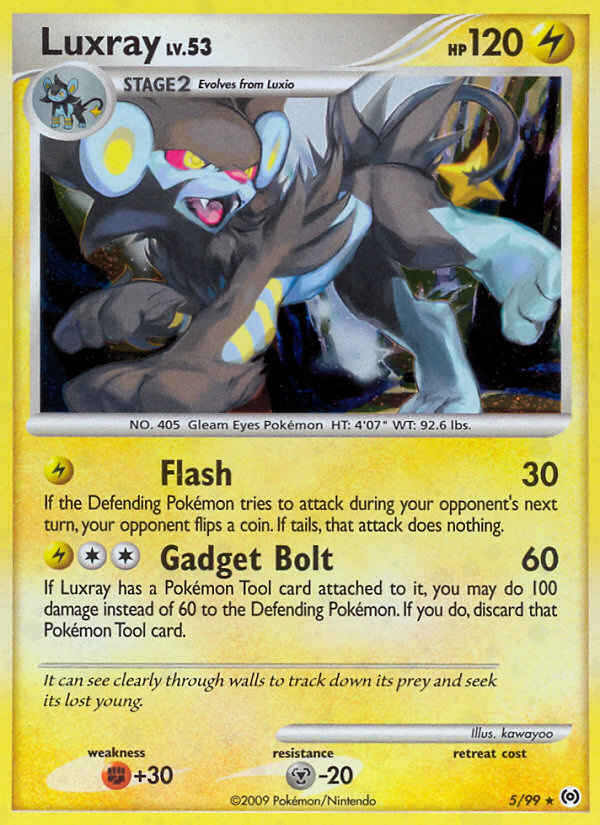 Luxray LV.53 HP 120
STAGE2 Evolves from Luxio
NO. 405 Gleam Eyes Pokémon HT: 4'07" WT: 92.6 lbs.
Flash 30
If the Defending Pokémon tries to attack during your opponent's next
turn, your opponent flips a coin. If tails, that attack does nothing.
Gadget Bolt 60
If Luxray has a Pokémon Tool card attached to it, you may do 100
damage instead of 60 to the Defending Pokémon. If you do, discard that
Pokémon Tool card.
It can see clearly through walls to track down its prey and seek
its lost young.
Illus. kawayoo
weakness resistance retreat cost
+30 -20
©2009 Pokémon/Nintendo 5/99 ★